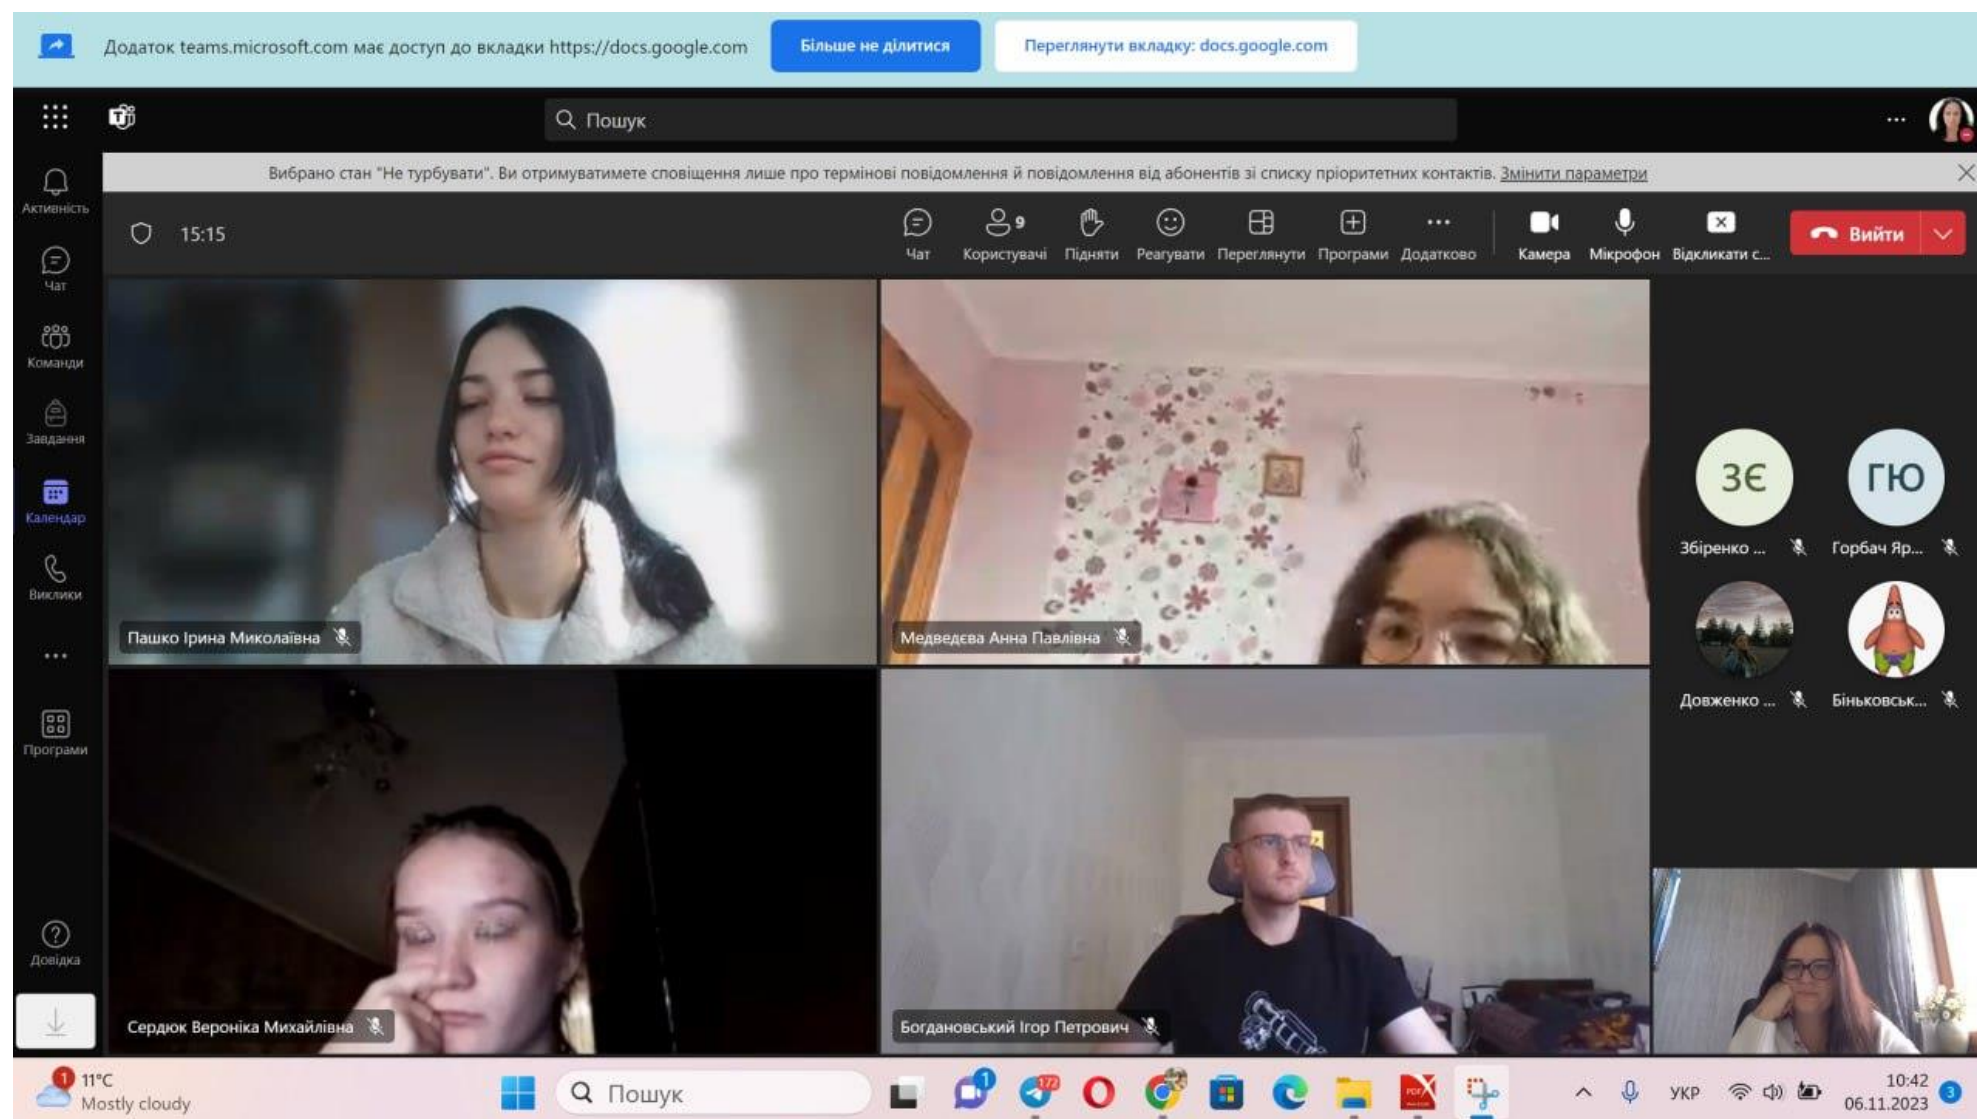 Додаток teams.microsoft.com має доступ до вкладки https://docs.google.com
Більше не ділитися
Переглянути вкладку: docs.google.com
Пошук
Вибрано стан "Не турбувати". Ви отримуватимете сповіщення лише про термінові повідомлення й повідомлення від абонентів зі списку пріоритетних контактів. Змінити параметри
Активність
Чат
Команди
Завдання
Календар
Виклики
Програми
Довідка
15:15
Чат
9
Користувачі
Підняти
Реагувати
Переглянути
Програми
Додатково
Камера
Мікрофон
Відкликати с...
Вийти
Пашко Ірина Миколаївна
Медведєва Анна Павлівна
ЗЄ
Збіренко ...
ГЮ
Горбач Яр...
Довженко ...
Біньковськ...
Сердюк Вероніка Михайлівна
Богдановський Ігор Петрович
1
11°C
Mostly cloudy
Пошук
1
172
УКР
10:42
06.11.2023
3